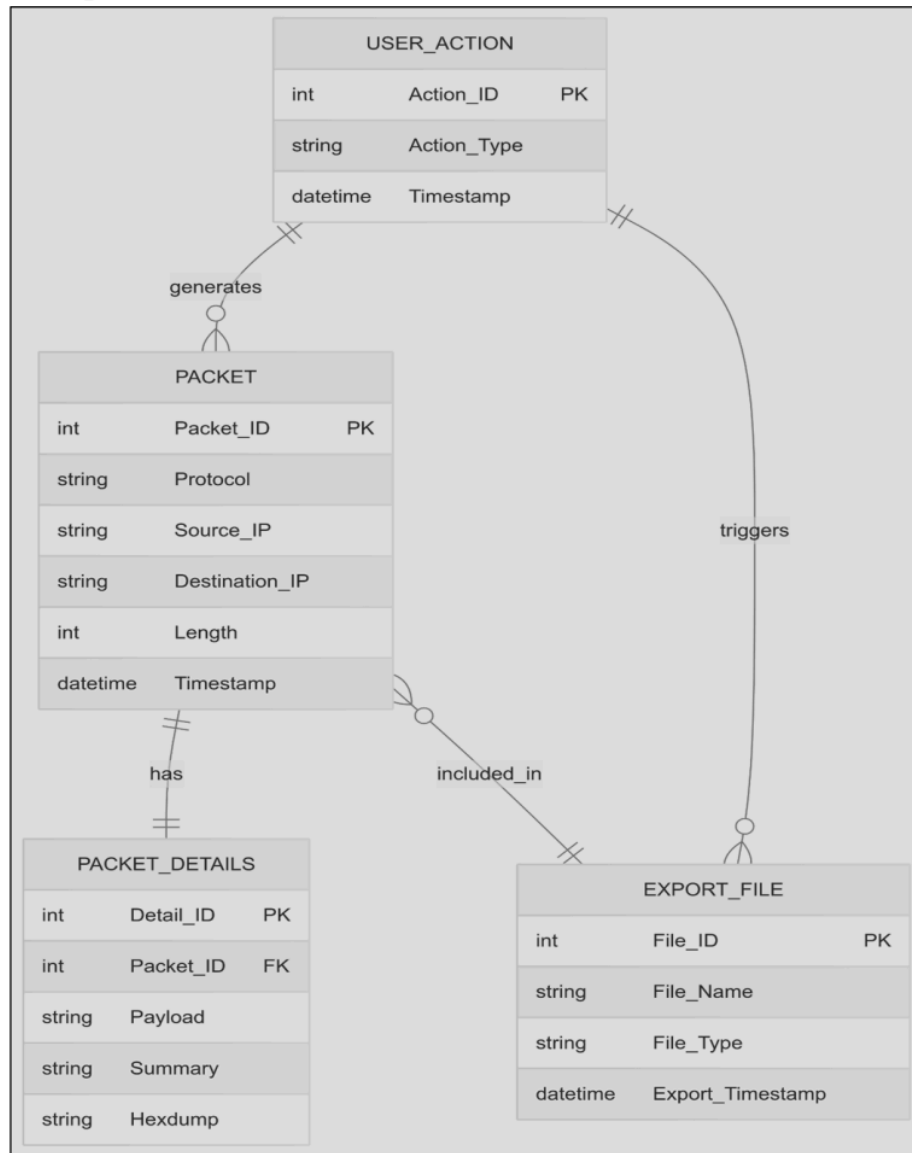 USER_ACTION
int Action_ID PK
string Action_Type
datetime Timestamp
generates
PACKET
int Packet_ID PK
string Protocol
string Source_IP
string Destination_IP
int Length
datetime Timestamp
triggers
has
included_in
PACKET_DETAILS
int Detail_ID PK
int Packet_ID FK
string Payload
string Summary
string Hexdump
EXPORT_FILE
int File_ID PK
string File_Name
string File_Type
datetime Export_Timestamp